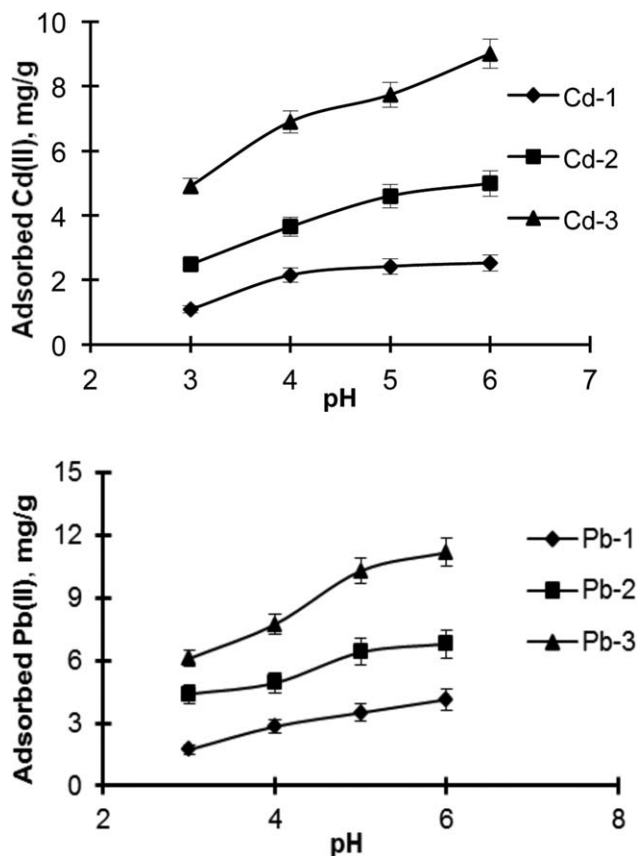 10
8
6
4
2
0
2 3 4 5 6 7
pH
Adsorbed Cd(II), mg/g
Cd-1
Cd-2
Cd-3
15
12
9
6
3
0
2 4 6 8
pH
Adsorbed Pb(II), mg/g
Pb-1
Pb-2
Pb-3